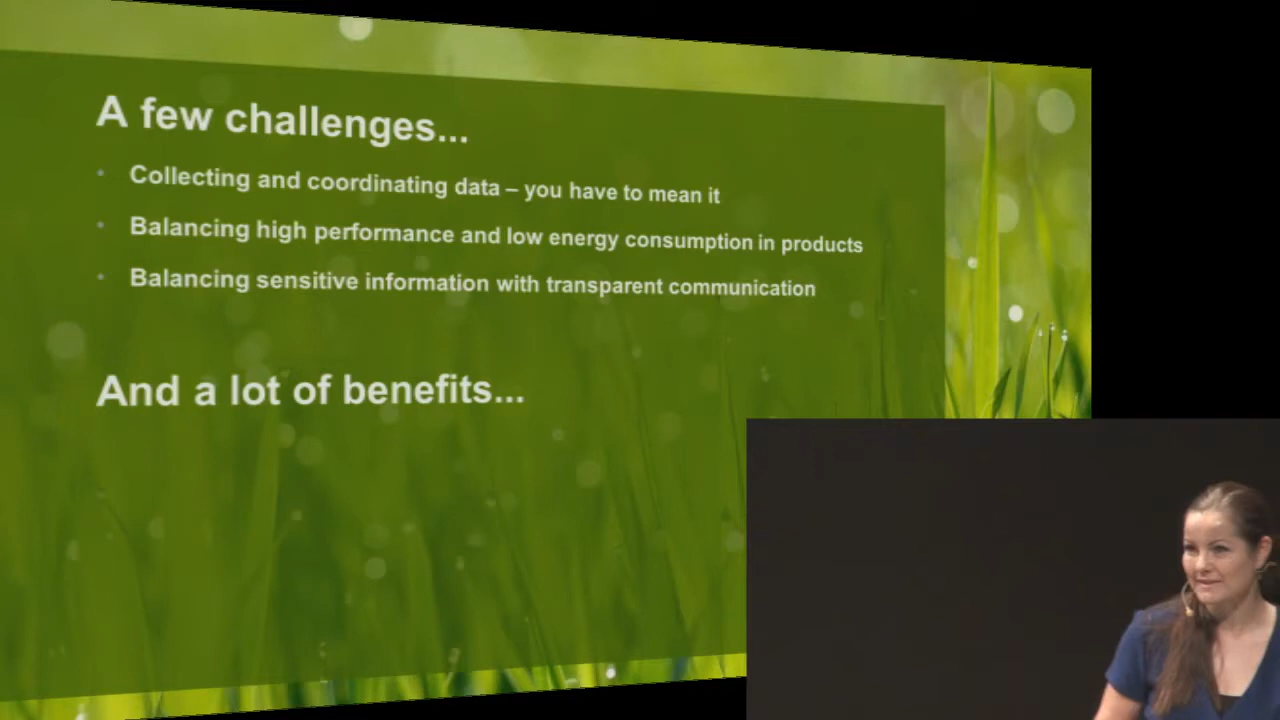 A few challenges...
• Collecting and coordinating data – you have to mean it
• Balancing high performance and low energy consumption in products
• Balancing sensitive information with transparent communication
And a lot of benefits...